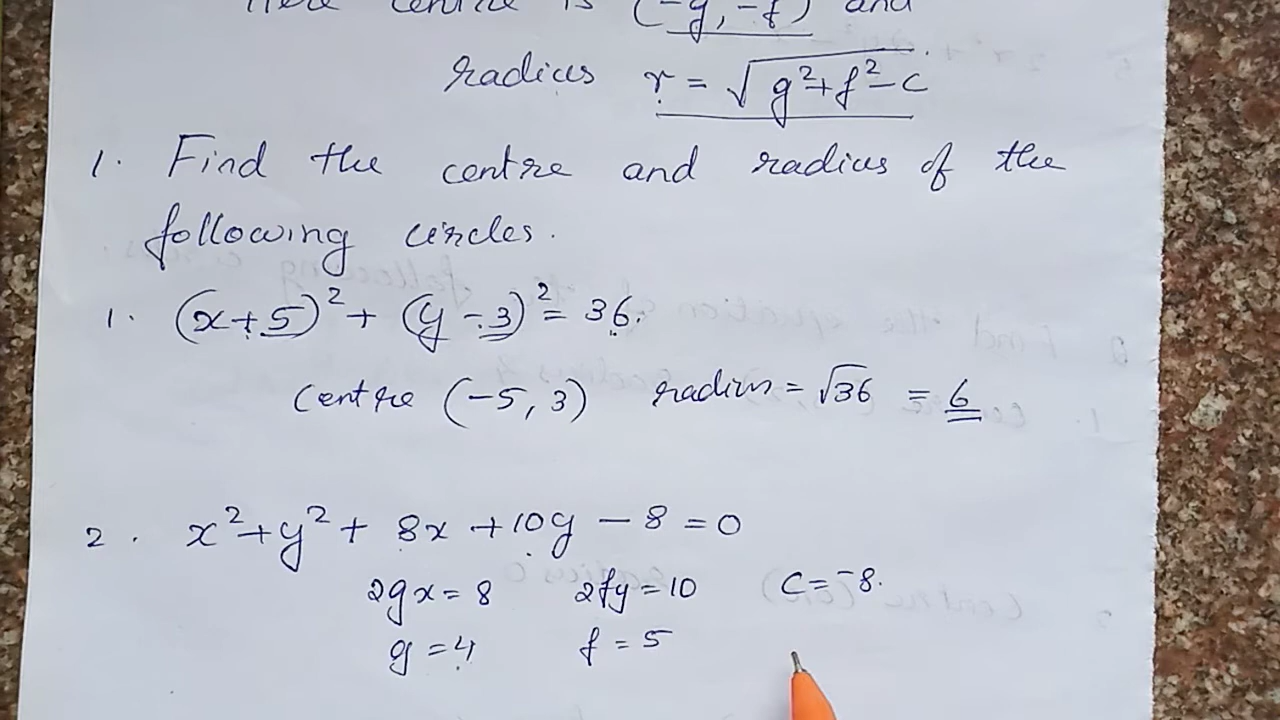 Here centre is (-g, -f) and
radius r = √g²+f²-c
1. Find the centre and radius of the
following circles.
1. (x+5)² + (y-3)² = 36.
Centre (-5, 3) radius = √36 = 6
2. x²+y²+ 8x +10y - 8 = 0
2gx = 8 2fy = 10 C = -8.
g = 4 f = 5